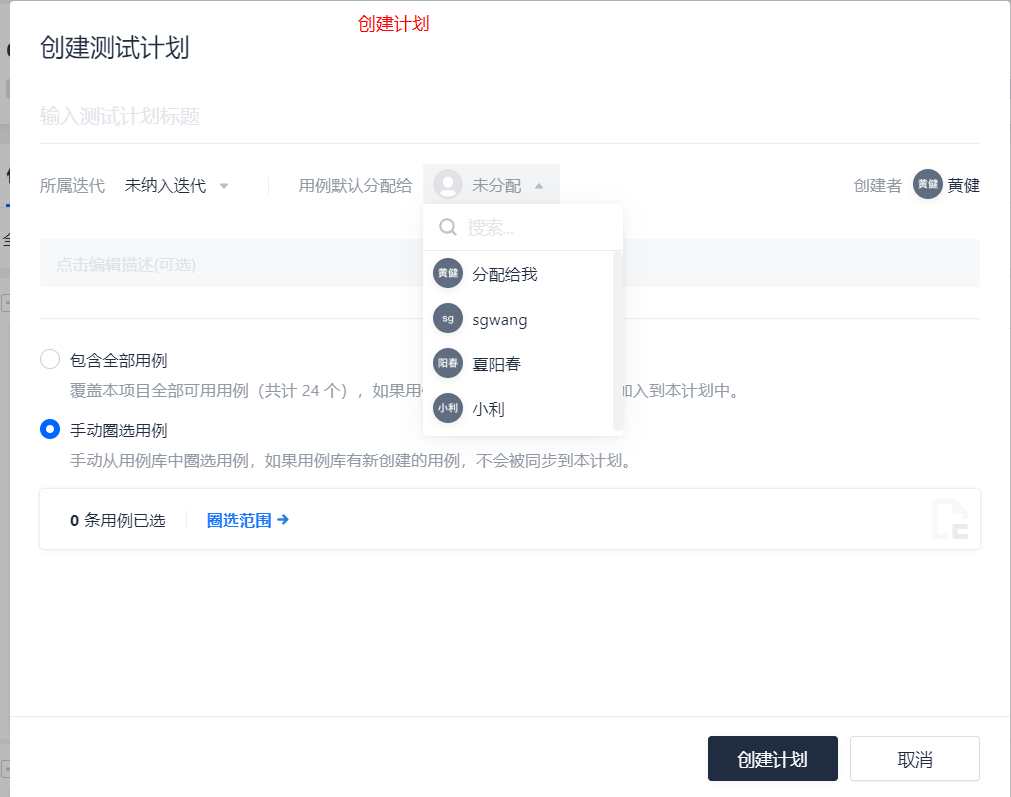 创建计划
创建测试计划
输入测试计划标题
所属迭代 未纳入迭代 用例默认分配给 未分配 创建者 黄健 黄健
搜索...
点击编辑描述(可选)
黄健 分配给我
sg sgwang
阳春 夏阳春
小利 小利
包含全部用例
覆盖本项目全部可用用例（共计 24 个），如果用 加入到本计划中。
手动圈选用例
手动从用例库中圈选用例，如果用例库有新创建的用例，不会被同步到本计划。
0 条用例已选 圈选范围
创建计划 取消